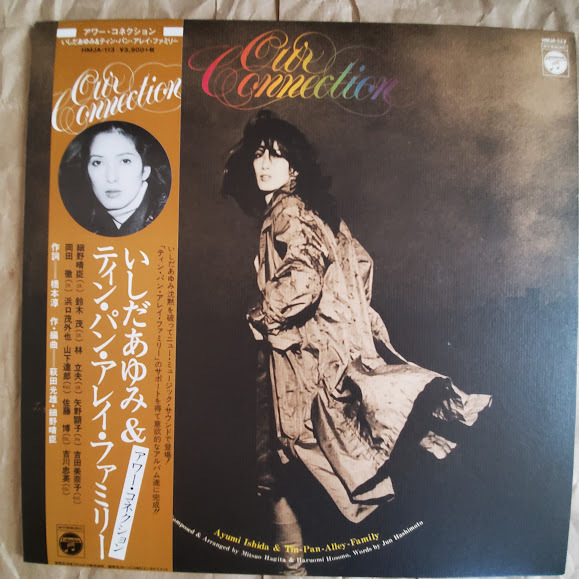 アワー・コネクション
いしだあゆみ&ティン・パン・アレイ・ファミリー
HMJA-113 ¥3,900+税
Our
Connection
いしだあゆみ沈黙を破ってニュー・ミュージック・サウンドで登場!
「ティン・パン・アレイ・ファミリー」のサポートを得て意欲的なアルバム遂に完成!!
いしだあゆみ&
ティン・パン・アレイ・ファミリー
アワー・コネクション
細野晴臣 鈴木 茂 林 立夫 矢野顕子 吉田美奈子
岡田 徹 浜口茂外也 山下達郎 佐藤 博 吉川忠英
作詞——橋本淳 作・編曲——萩田光雄・細野晴臣
Our
Connection
HMJA-113
Ayumi Ishida & Tin-Pan-Alley-Family
omposed & Arranged by Mitsuo Hagita & Haruomi Hosono, Words by Jun Hashimoto